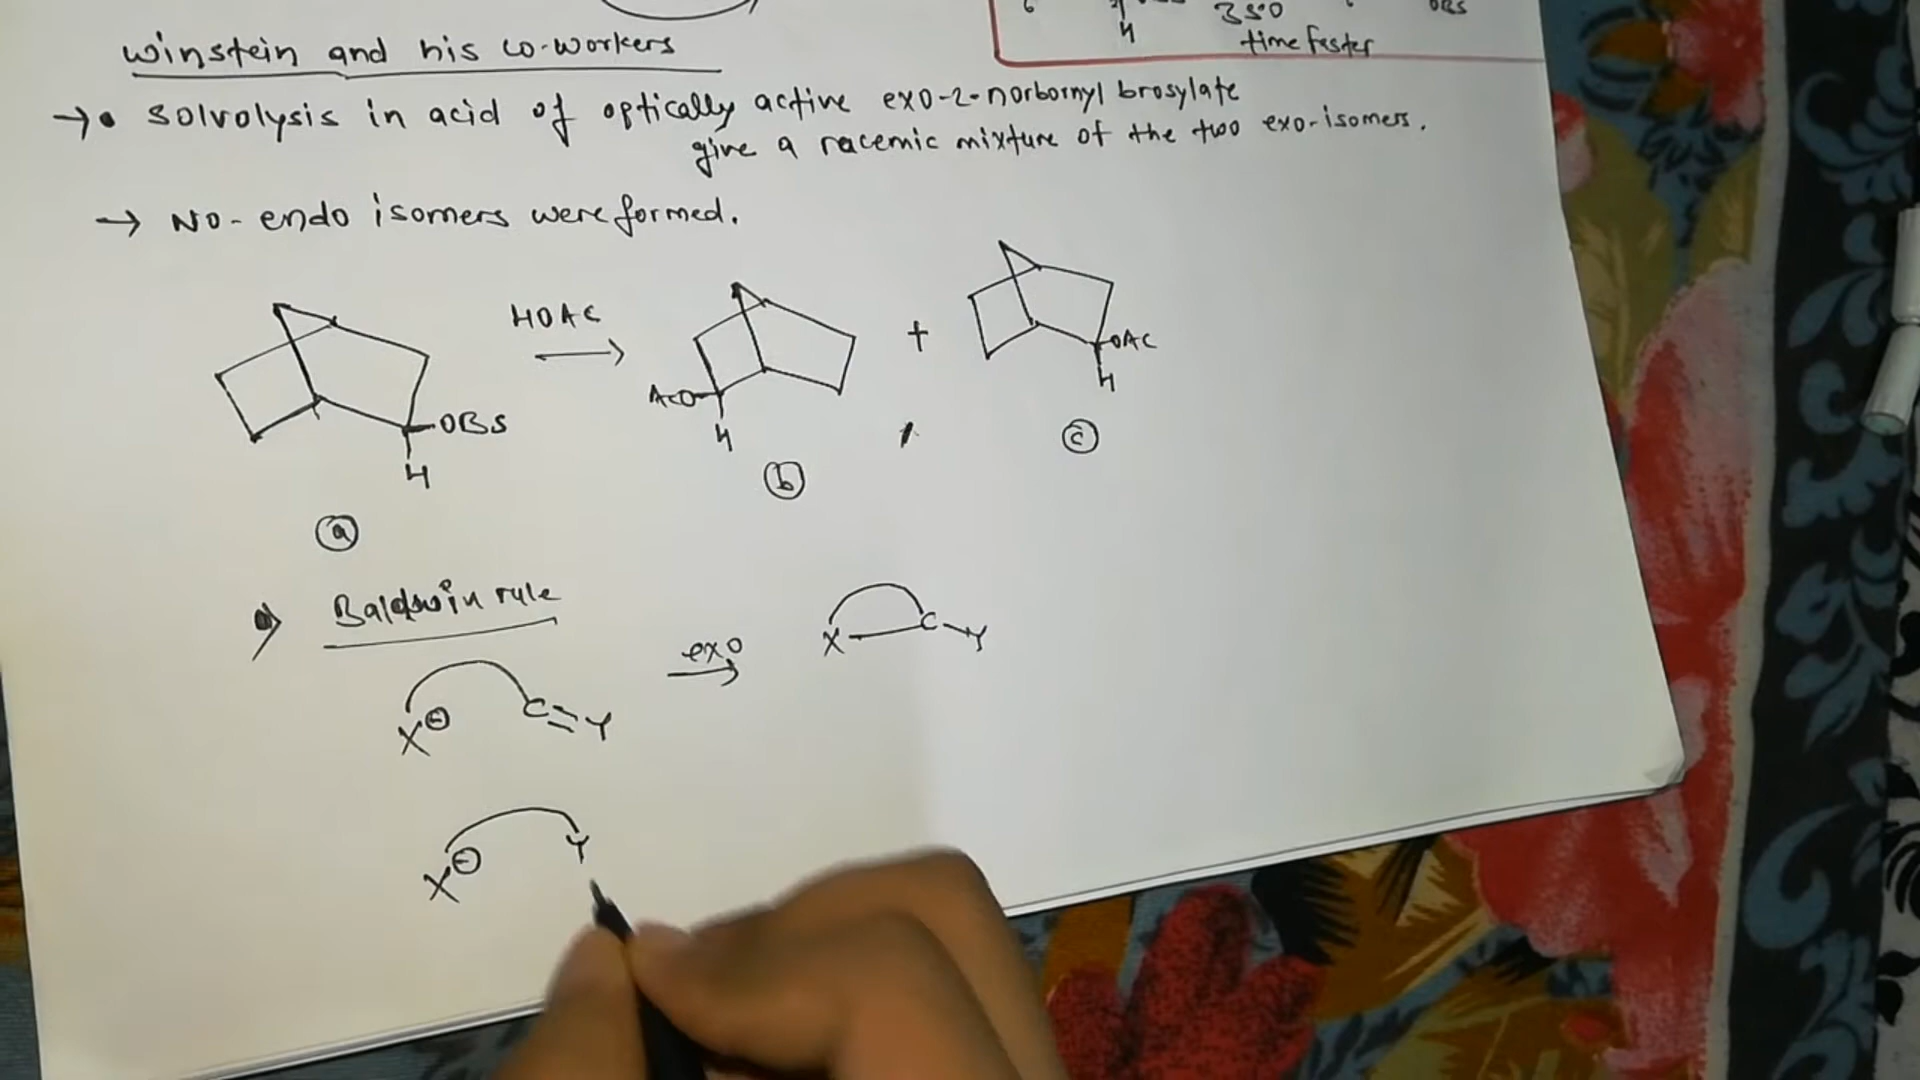 6 H 350 OBS
time faster
Winstein and his co-workers
→• Solvolysis in acid of optically active exo-2-norbornyl brosylate
give a racemic mixture of the two exo-isomers.
→ NO-endo isomers were formed.
OBS
H
HOAC
→
ACO
H
+
OAC
H
(a)
(b)
(c)
Baldwin rule
X⊖ C=Y
exo
→
X—C—Y
X⊖ Y